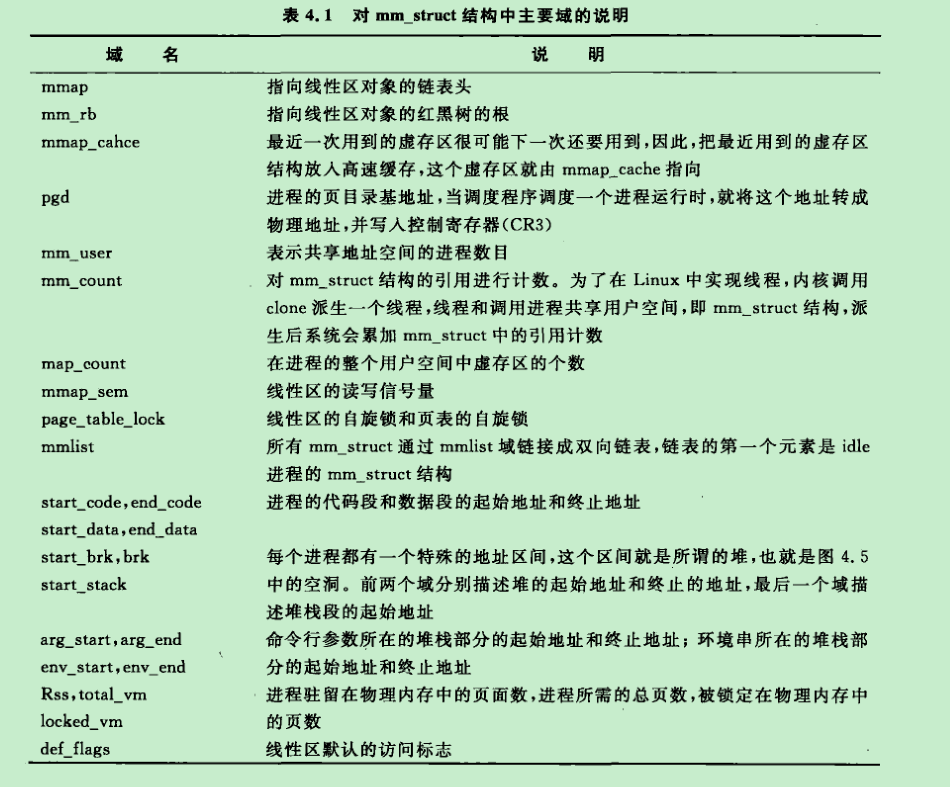 表 4.1 对 mm_struct 结构中主要域的说明
域 名 说 明
mmap 指向线性区对象的链表头
mm_rb 指向线性区对象的红黑树的根
mmap_cahce 最近一次用到的虚存区很可能下一次还要用到,因此,把最近用到的虚存区
结构放入高速缓存,这个虚存区就由 mmap_cache 指向
pgd 进程的页目录基地址,当调度程序调度一个进程运行时,就将这个地址转成
物理地址,并写入控制寄存器(CR3)
mm_user 表示共享地址空间的进程数目
mm_count 对 mm_struct 结构的引用进行计数。为了在 Linux 中实现线程,内核调用
clone 派生一个线程,线程和调用进程共享用户空间,即 mm_struct 结构,派
生后系统会累加 mm_struct 中的引用计数
map_count 在进程的整个用户空间中虚存区的个数
mmap_sem 线性区的读写信号量
page_table_lock 线性区的自旋锁和页表的自旋锁
mmlist 所有 mm_struct 通过 mmlist 域链接成双向链表,链表的第一个元素是 idle
进程的 mm_struct 结构
start_code,end_code 进程的代码段和数据段的起始地址和终止地址
start_data,end_data
start_brk,brk 每个进程都有一个特殊的地址区间,这个区间就是所谓的堆,也就是图 4.5
start_stack 中的空洞。前两个域分别描述堆的起始地址和终止的地址,最后一个域描
述堆栈段的起始地址
arg_start,arg_end 命令行参数所在的堆栈部分的起始地址和终止地址;环境串所在的堆栈部
env_start,env_end 分的起始地址和终止地址
Rss,total_vm 进程驻留在物理内存中的页面数,进程所需的总页数,被锁定在物理内存中
locked_vm 的页数
def_flags 线性区默认的访问标志